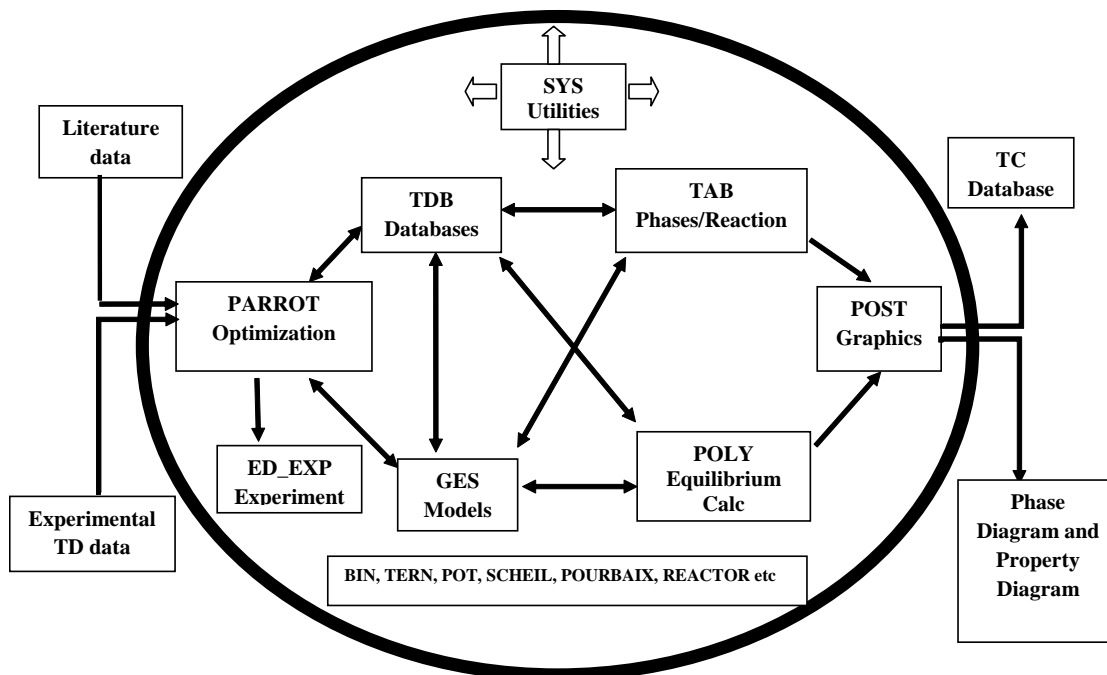 SYS
Utilities
Literature
data
TC
Database
TDB
Databases
TAB
Phases/Reaction
PARROT
Optimization
POST
Graphics
ED_EXP
Experiment
GES
Models
POLY
Equilibrium
Calc
Experimental
TD data
Phase
Diagram and
Property
Diagram
BIN, TERN, POT, SCHEIL, POURBAIX, REACTOR etc